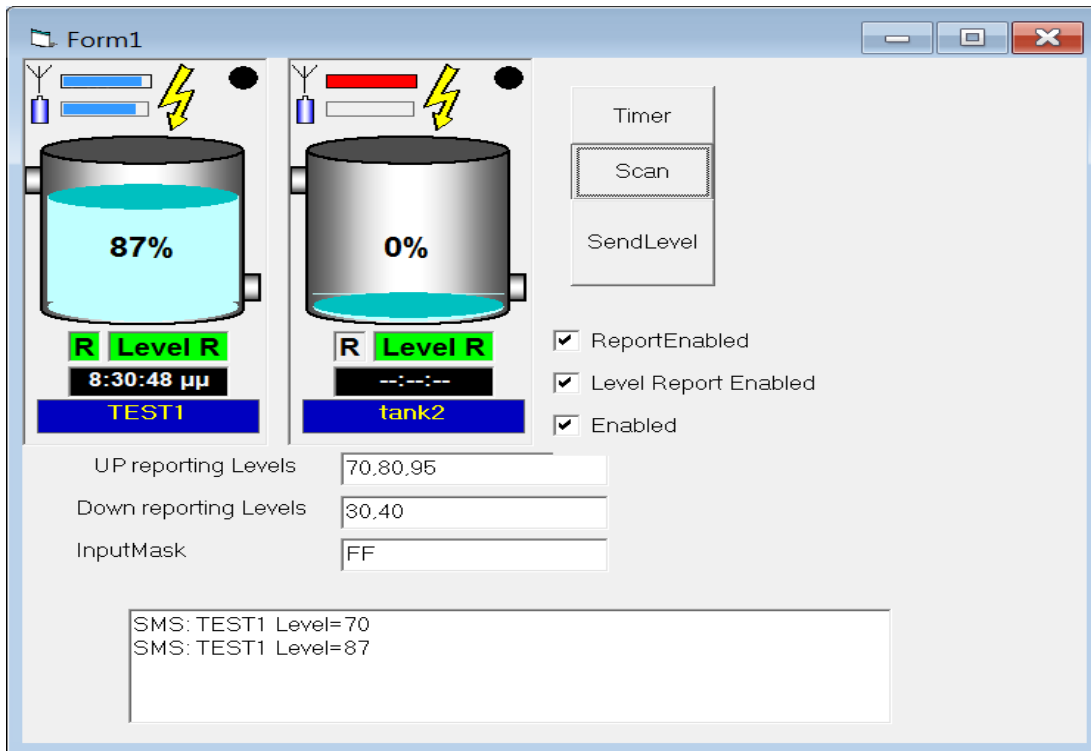 Form1
87%
R Level R
8:30:48 μμ
TEST1
0%
R Level R
--:--:--
tank2
Timer
Scan
SendLevel
ReportEnabled
Level Report Enabled
Enabled
UP reporting Levels 70,80,95
Down reporting Levels 30,40
InputMask FF
SMS: TEST1 Level=70
SMS: TEST1 Level=87